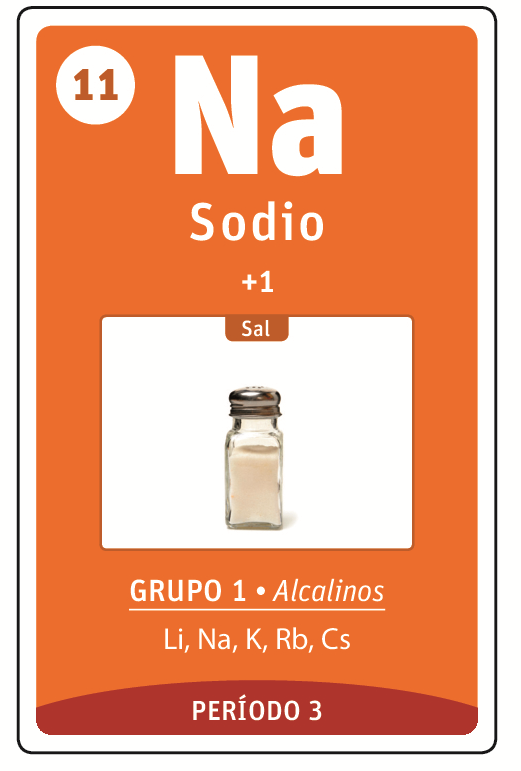 11
Na
Sodio
+1
Sal
GRUPO 1 • Alcalinos
Li, Na, K, Rb, Cs
PERÍODO 3